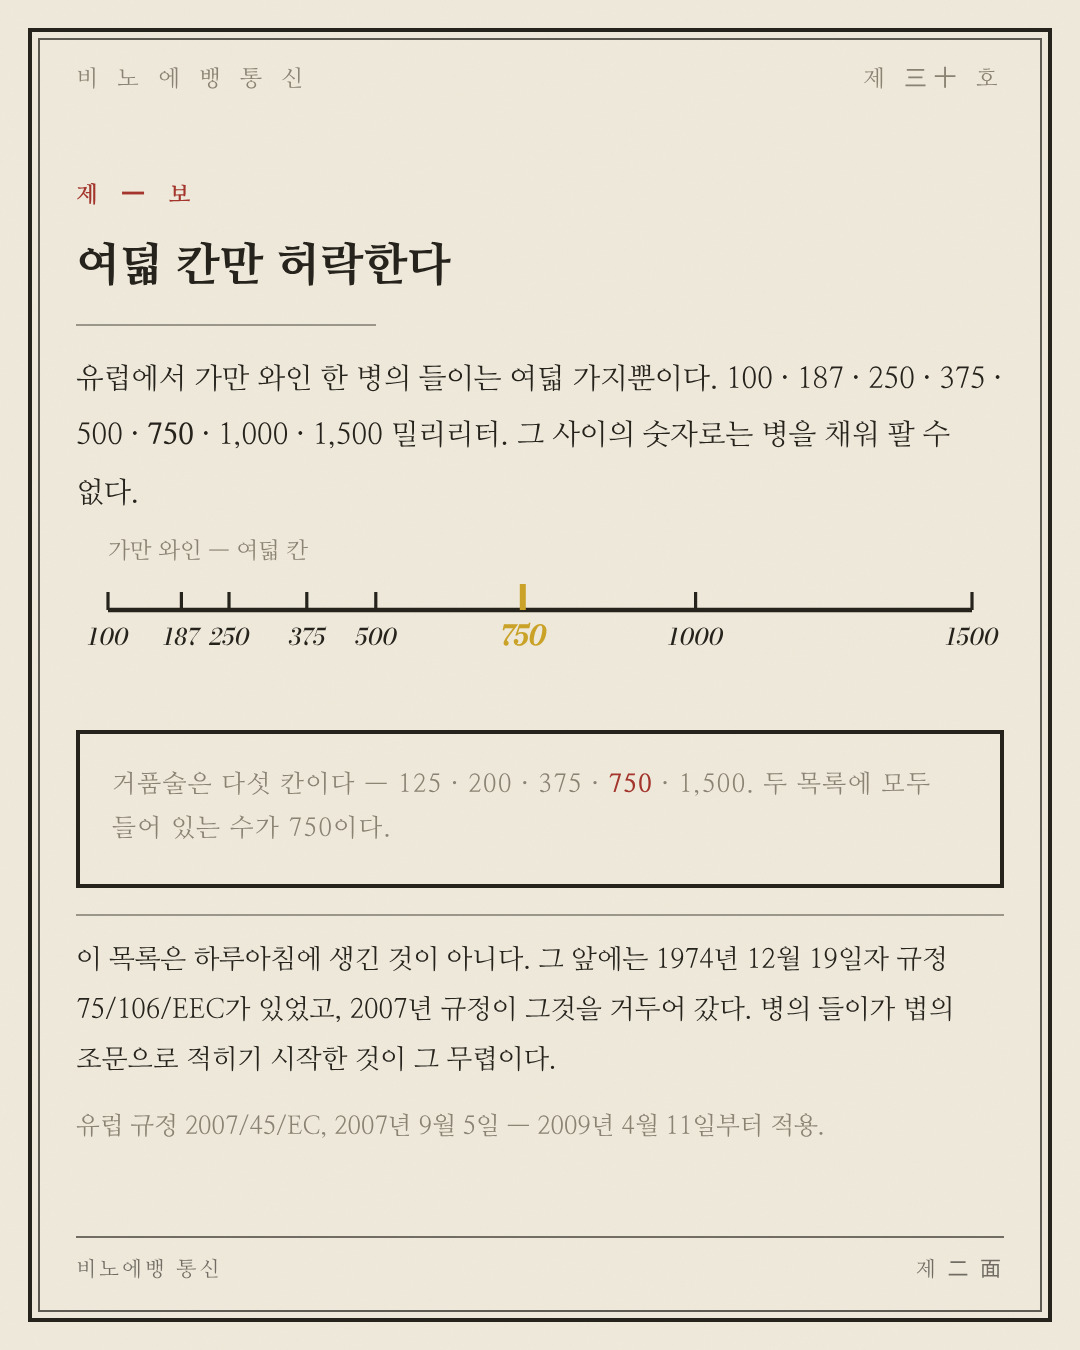 비노에뱅통신
제 三十 호
제 一 보
여덟 칸만 허락한다
유럽에서 가만 와인 한 병의 들이는 여덟 가지뿐이다. 100 · 187 · 250 · 375 ·
500 · 750 · 1,000 · 1,500 밀리리터. 그 사이의 숫자로는 병을 채워 팔 수
없다.
가만 와인 — 여덟 칸
100 187 250 375 500 750 1000 1500
거품술은 다섯 칸이다 — 125 · 200 · 375 · 750 · 1,500. 두 목록에 모두
들어 있는 수가 750이다.
이 목록은 하루아침에 생긴 것이 아니다. 그 앞에는 1974년 12월 19일자 규정
75/106/EEC가 있었고, 2007년 규정이 그것을 거두어 갔다. 병의 들이가 법의
조문으로 적히기 시작한 것이 그 무렵이다.
유럽 규정 2007/45/EC, 2007년 9월 5일 — 2009년 4월 11일부터 적용.
비노에뱅 통신
제 二 面